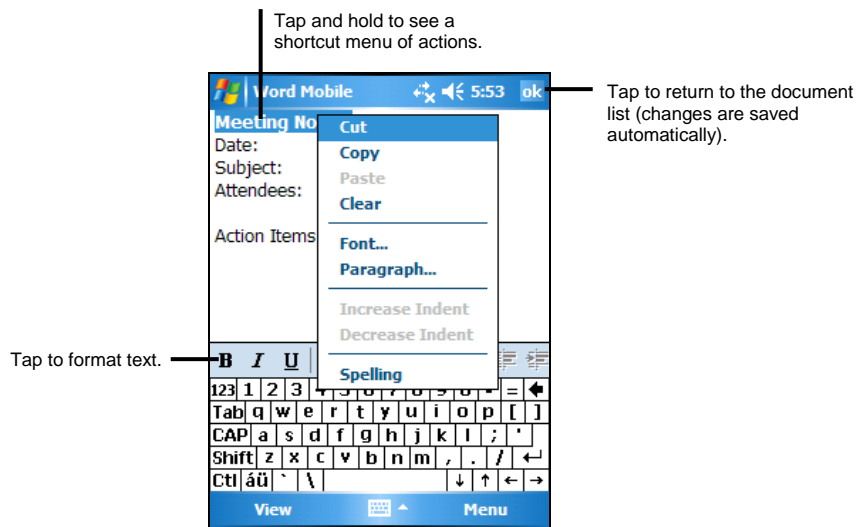 Tap and hold to see a
shortcut menu of actions.
Word Mobile 5:53 ok
Tap to return to the document
list (changes are saved
automatically).
Meeting No
Date:
Subject:
Attendees:
Action Items
Cut
Copy
Paste
Clear
Font...
Paragraph...
Increase Indent
Decrease Indent
Spelling
Tap to format text.
B I U
123 1 2 3 = 
Tab q w e r t y u i o p [ ]
CAP a s d f g h j k l ; '
Shift z x c v b n m , . / ↵
Ctl áü ` \ ↓ ↑ ← →
View Menu